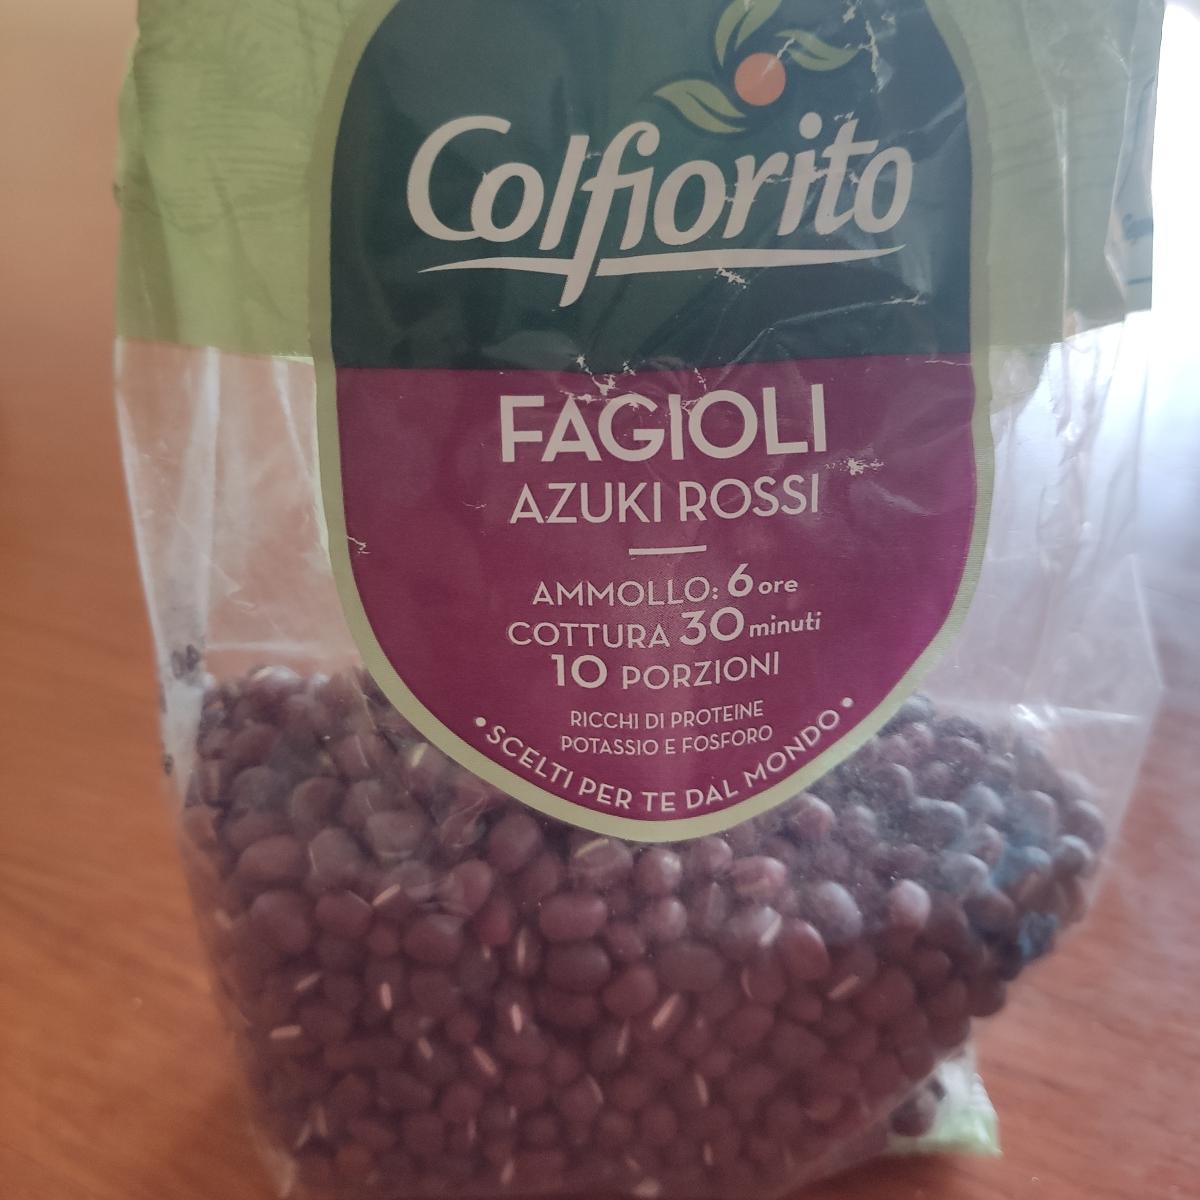 Colfiorito
FAGIOLI
AZUKI ROSSI
AMMOLLO: 6 ore
COTTURA 30 minuti
10 PORZIONI
RICCHI DI PROTEINE
POTASSIO E FOSFORO
• SCELTI PER TE DAL MONDO •